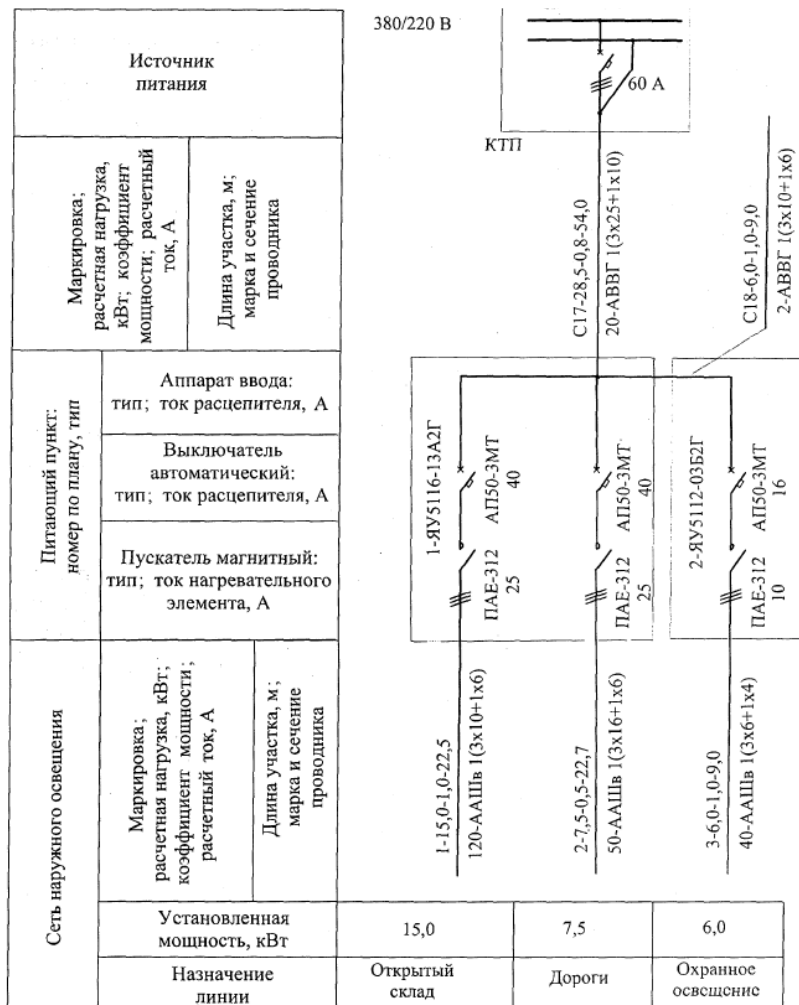 380/220 В
Источник
питания
60 А
КТП
Маркировка;
расчетная нагрузка,
кВт; коэффициент
мощности; расчетный
ток, А
Длина участка, м;
марка и сечение
проводника
С17-28,5-0,8-54,0
20-АВВГ 1(3х25+1х10)
С18-6,0-1,0-9,0
2-АВВГ 1(3х10+1х6)
Питающий пункт:
номер по плану, тип
Аппарат ввода:
тип; ток расцепителя, А
Выключатель
автоматический:
тип; ток расцепителя, А
Пускатель магнитный:
тип; ток нагревательного
элемента, А
1-ЯУ5116-13А2Г
АП50-3МТ
40
ПАЕ-312
25
АП50-3МТ
40
ПАЕ-312
25
2-ЯУ5112-03Б2Г
АП50-3МТ
16
ПАЕ-312
10
Сеть наружного освещения
Маркировка;
расчетная нагрузка, кВт;
коэффициент мощности;
расчетный ток, А
Длина участка, м;
марка и сечение
проводника
1-15,0-1,0-22,5
120-ААШв 1(3х10+1х6)
2-7,5-0,5-22,7
50-ААШв 1(3х16+1х6)
3-6,0-1,0-9,0
40-ААШв 1(3х6+1х4)
Установленная
мощность, кВт
15,0
7,5
6,0
Назначение
линии
Открытый
склад
Дороги
Охранное
освещение